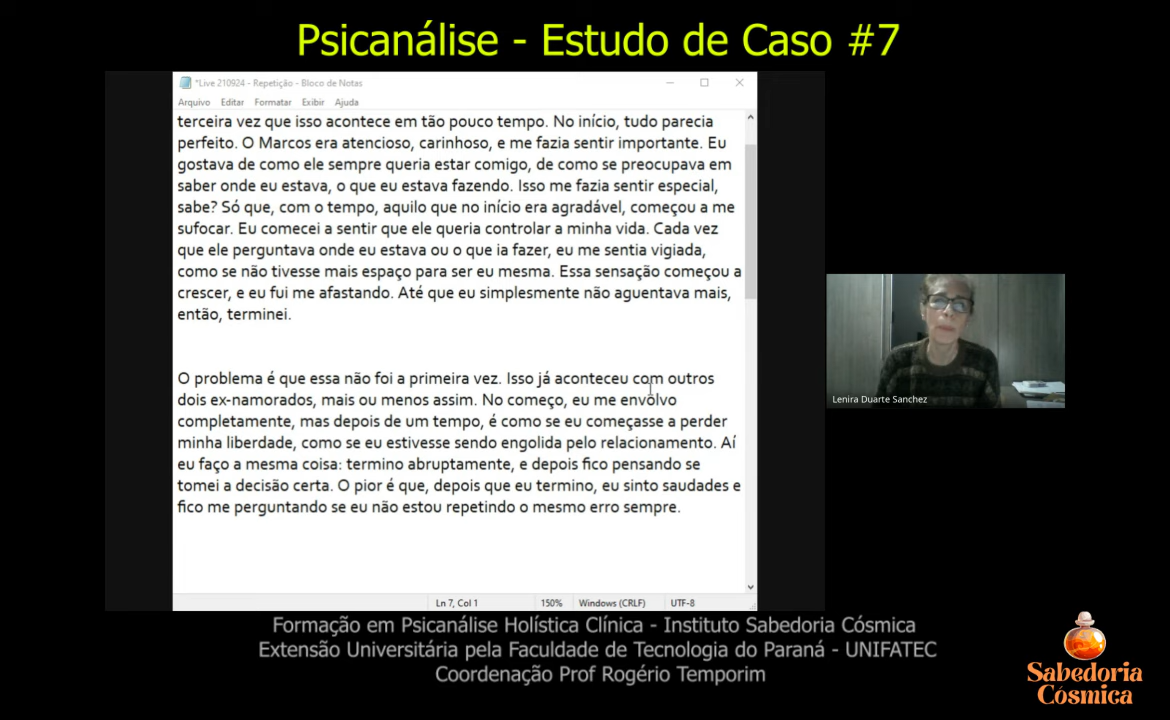 Psicanálise - Estudo de Caso #7
*Live 210924 - Repetição - Bloco de Notas
Arquivo Editar Formatar Exibir Ajuda
terceira vez que isso acontece em tão pouco tempo. No início, tudo parecia
perfeito. O Marcos era atencioso, carinhoso, e me fazia sentir importante. Eu
gostava de como ele sempre queria estar comigo, de como se preocupava em
saber onde eu estava, o que eu estava fazendo. Isso me fazia sentir especial,
sabe? Só que, com o tempo, aquilo que no início era agradável, começou a me
sufocar. Eu comecei a sentir que ele queria controlar a minha vida. Cada vez
que ele perguntava onde eu estava ou o que ia fazer, eu me sentia vigiada,
como se não tivesse mais espaço para ser eu mesma. Essa sensação começou a
crescer, e eu fui me afastando. Até que eu simplesmente não aguentava mais,
então, terminei.
O problema é que essa não foi a primeira vez. Isso já aconteceu com outros
dois ex-namorados, mais ou menos assim. No começo, eu me envolvo
completamente, mas depois de um tempo, é como se eu começasse a perder
minha liberdade, como se eu estivesse sendo engolida pelo relacionamento. Aí
eu faço a mesma coisa: termino abruptamente, e depois fico pensando se
tomei a decisão certa. O pior é que, depois que eu termino, eu sinto saudades e
fico me perguntando se eu não estou repetindo o mesmo erro sempre.
Ln 7, Col 1 150% Windows (CRLF) UTF-8
Lenira Duarte Sanchez
Formação em Psicanálise Holística Clínica - Instituto Sabedoria Cósmica
Extensão Universitária pela Faculdade de Tecnologia do Paraná - UNIFATEC
Coordenação Prof Rogério Temporim
Sabedoria
Cósmica